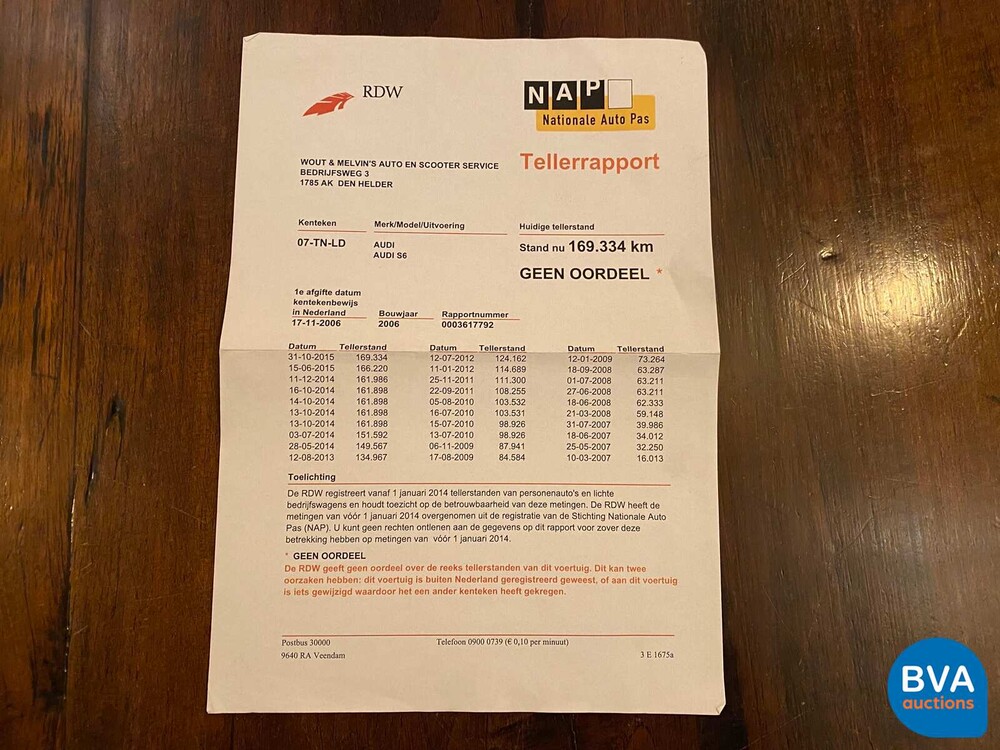 RDW
NAP
Nationale Auto Pas
Tellerrapport
WOUT & MELVIN'S AUTO EN SCOOTER SERVICE
BEDRIJFSWEG 3
1785 AK DEN HELDER
Kenteken Merk/Model/Uitvoering Huidige tellerstand
07-TN-LD AUDI Stand nu 169.334 km
AUDI S6
GEEN OORDEEL *
1e afgifte datum
kentekenbewijs
in Nederland Bouwjaar Rapportnummer
17-11-2006 2006 0003617792
Datum Tellerstand Datum Tellerstand Datum Tellerstand
31-10-2015 169.334 12-07-2012 124.162 12-01-2009 73.264
15-06-2015 166.220 11-01-2012 114.689 18-09-2008 63.287
11-12-2014 161.986 25-11-2011 111.300 01-07-2008 63.211
16-10-2014 161.898 22-09-2011 108.255 27-06-2008 63.211
14-10-2014 161.898 05-08-2010 103.532 18-06-2008 62.333
13-10-2014 161.898 16-07-2010 103.531 21-03-2008 59.148
13-10-2014 161.898 15-07-2010 98.926 31-07-2007 39.986
03-07-2014 151.592 13-07-2010 98.926 18-06-2007 34.012
28-05-2014 149.567 06-11-2009 87.941 25-05-2007 32.250
12-08-2013 134.967 17-08-2009 84.584 10-03-2007 16.013
Toelichting
De RDW registreert vanaf 1 januari 2014 tellerstanden van personenauto's en lichte
bedrijfswagens en houdt toezicht op de betrouwbaarheid van deze metingen. De RDW heeft de
metingen van vóór 1 januari 2014 overgenomen uit de registratie van de Stichting Nationale Auto
Pas (NAP). U kunt geen rechten ontlenen aan de gegevens op dit rapport voor zover deze
betrekking hebben op metingen van vóór 1 januari 2014.
* GEEN OORDEEL
De RDW geeft geen oordeel over de reeks tellerstanden van dit voertuig. Dit kan twee
oorzaken hebben: dit voertuig is buiten Nederland geregistreerd geweest, of aan dit voertuig
is iets gewijzigd waardoor het een ander kenteken heeft gekregen.
Postbus 30000 Telefoon 0900 0739 (€ 0,10 per minuut)
9640 RA Veendam 3 E 1675a
BVA
auctions